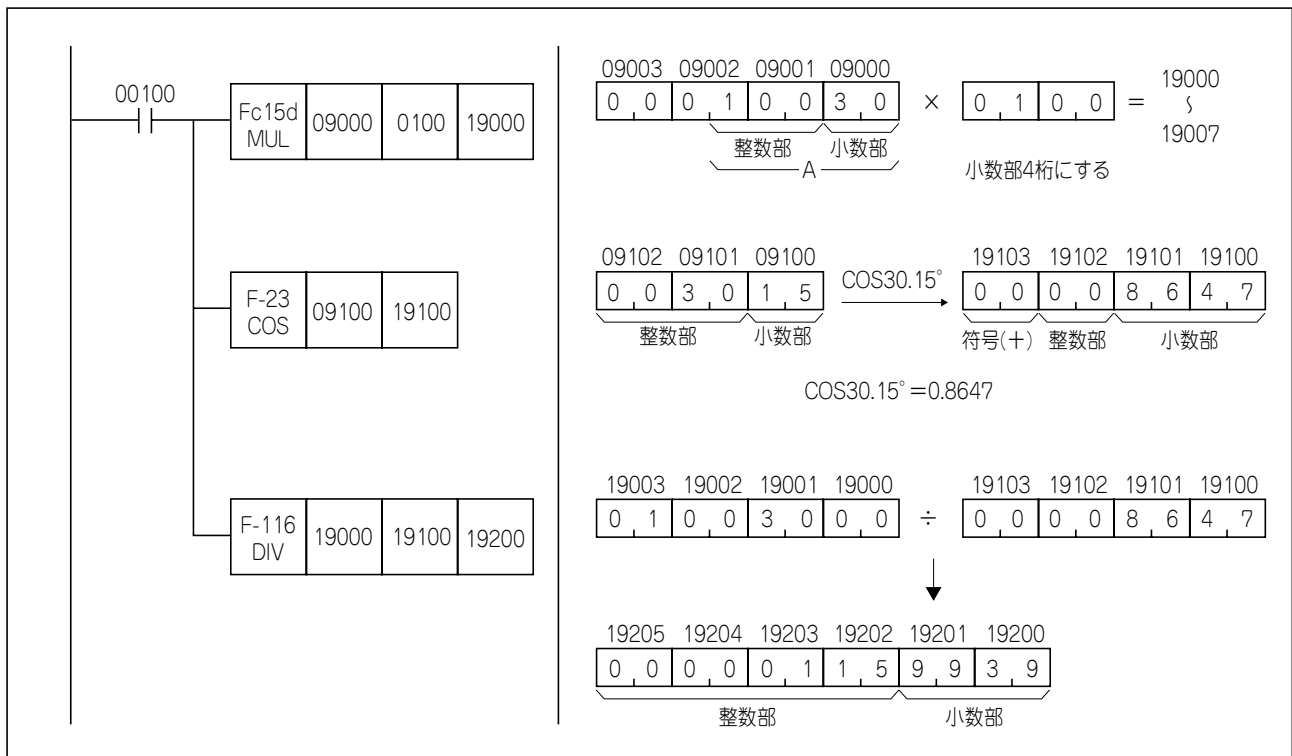 00100
Fc15d
MUL
09000
0100
19000
F-23
COS
09100
19100
F-116
DIV
19000
19100
19200
09003 09002 09001 09000
0 0 0 1 0 0 3 0 × 0 1 0 0 = 19000
〜
19007
整数部 小数部
A
小数部4桁にする
09102 09101 09100
0 0 3 0 1 5
COS30.15°
19103 19102 19101 19100
0 0 0 0 8 6 4 7
整数部 小数部
符号(+) 整数部 小数部
COS30.15°=0.8647
19003 19002 19001 19000
0 1 0 0 3 0 0 0
÷
19103 19102 19101 19100
0 0 0 0 8 6 4 7
19205 19204 19203 19202 19201 19200
0 0 0 0 0 1 1 5 9 9 3 9
整数部 小数部